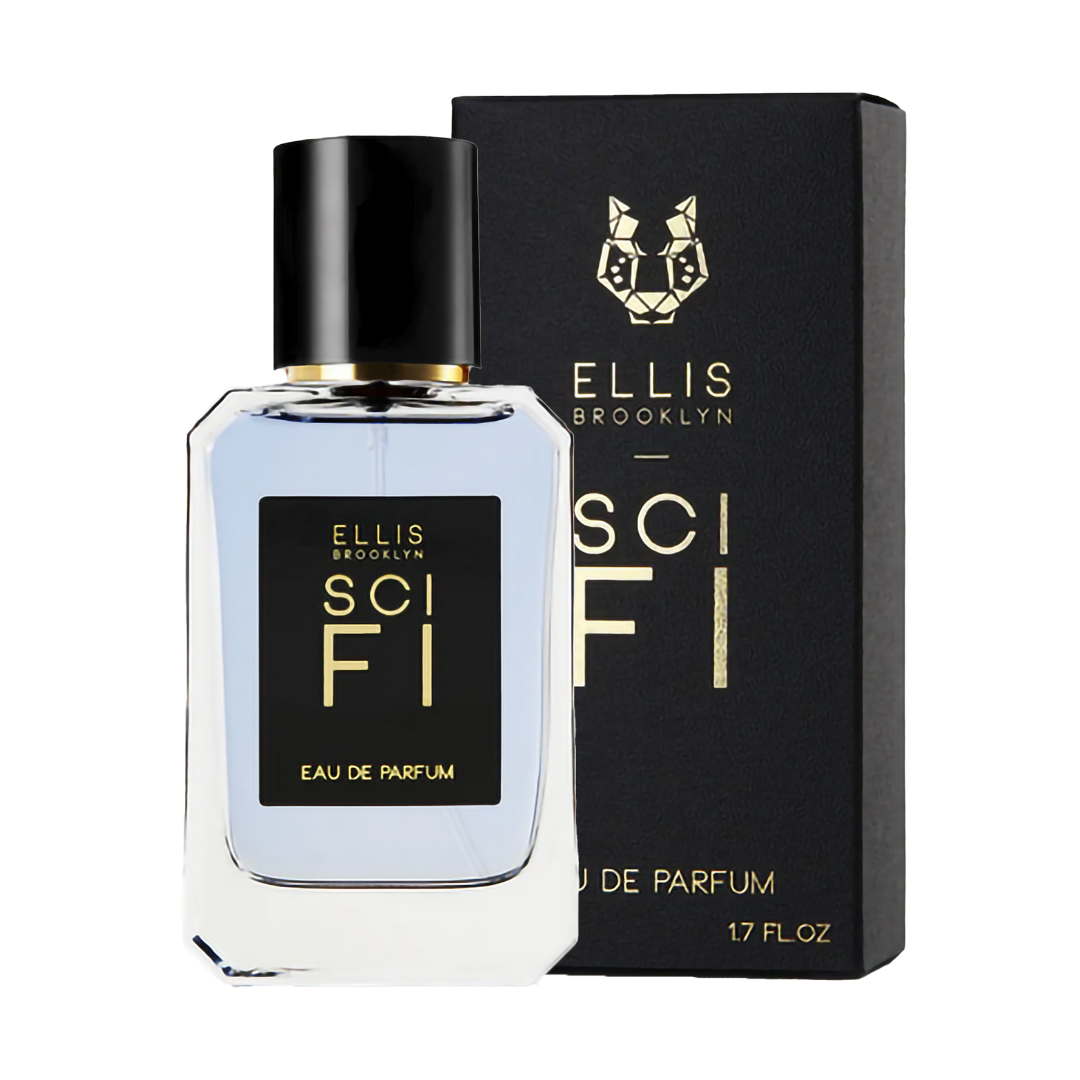 ELLIS
BROOKLYN
SCI
FI
EAU DE PARFUM
ELLIS
BROOKLYN
SCI
FI
DE PARFUM
1.7 FL.OZ